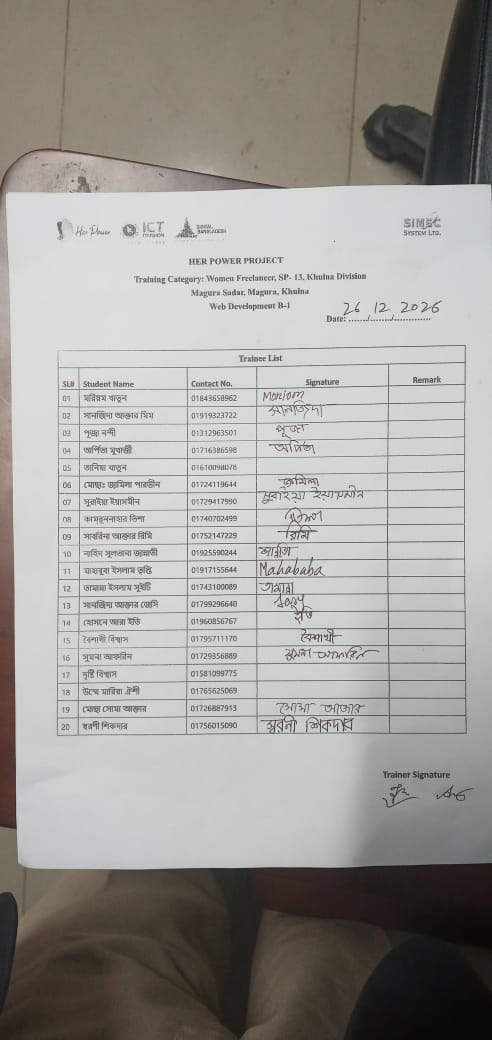 Her Power ICT DIVISION DIGITAL BANGLADESH SIMEC SYSTEM LTD.
HER POWER PROJECT
Training Category: Women Freelancer, SP- 13, Khulna Division
Magura Sadar, Magura, Khulna
Web Development B-1
Date: 26/12/2026
Trainee List
SL# Student Name Contact No. Signature Remark
01 মরিয়ম খাতুন 01843658962 Moriom
02 সানজিদা আক্তার মিম 01919323722 সানজিদা
03 পূজা নন্দী 01312963501 পূজা
04 অর্পিতা মুখার্জী 01716386598 অর্পিতা
05 তানিয়া খাতুন 01610098078
06 মোছাঃ জামিলা পারভীন 01724119644 জামিলা
07 সুরাইয়া ইয়াসমীন 01729417990 সুরাইয়া ইয়াসমীন
08 কামরুননাহার তিশা 01740702499
09 সাবরিনা আক্তার রিমি 01752147229 রিমি
10 নাহিদ সুলতানা জান্নাতী 01925590244
11 মাহাবুবা ইসলাম তৃপ্তি 01917155644 Mahababa
12 তামান্না ইসলাম সুইটি 01743100089 তামান্না
13 সানজিদা আক্তার জেসি 01799296640
14 হোসনে আরা ইতি 01960856767 ইতি
15 বৈশাখী বিশ্বাস 01795711170 বৈশাখী
16 সুমনা আফরিন 01729356889 সুমনা আফরিন
17 দৃষ্টি বিশ্বাস 01581099775
18 উম্মে মারিয়া ঐশী 01765625069
19 মোছা সোমা আক্তার 01726887913 সোমা আক্তার
20 স্বরণী শিকদার 01756015090 স্বরনী শিকদার
Trainer Signature